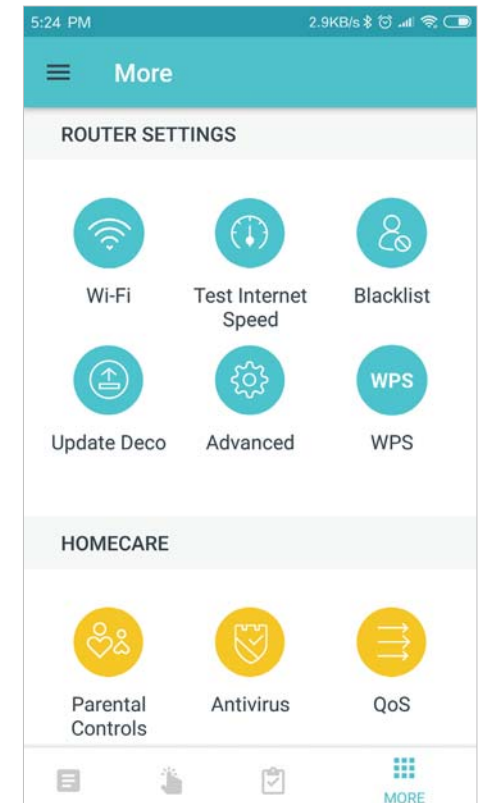 5:24 PM 2.9KB/s
More
ROUTER SETTINGS
Wi-Fi
Test Internet
Speed
Blacklist
WPS
Update Deco
Advanced
WPS
HOMECARE
Parental
Controls
Antivirus
QoS
MORE